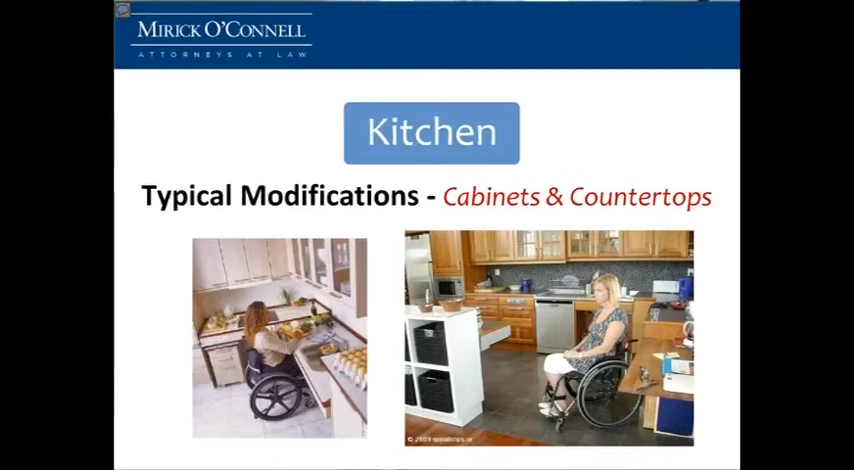 MIRICK O'CONNELL
ATTORNEYS AT LAW
Kitchen
Typical Modifications - Cabinets & Countertops